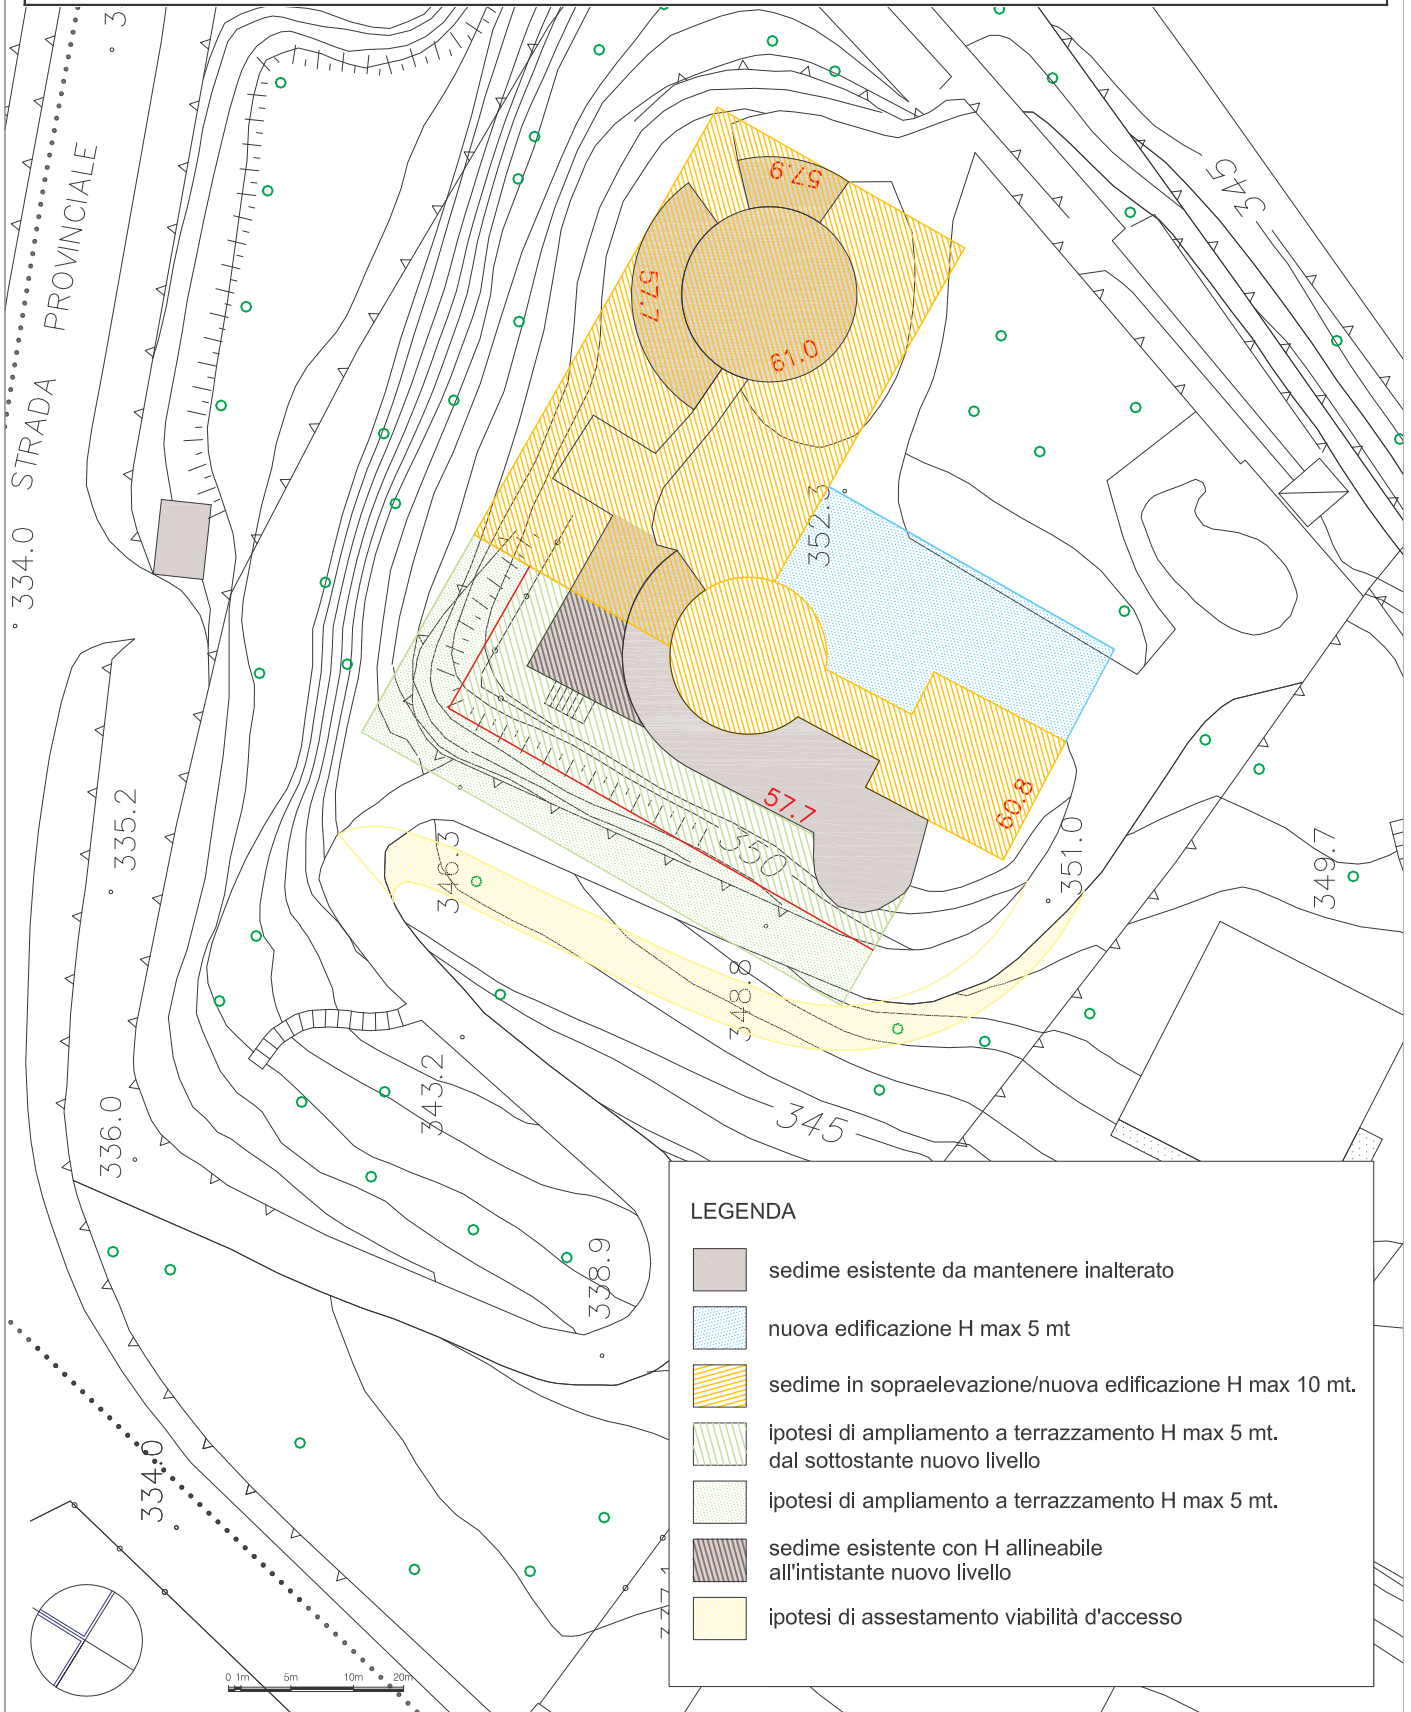 3
STRADA PROVINCIALE
334.0
345
57.9
57.7
61.0
352.3
335.2
57.7
350
60.8
346.3
351.0
349.7
348.8
343.2
345
336.0
338.9
334.0
LEGENDA
sedime esistente da mantenere inalterato
nuova edificazione H max 5 mt
sedime in sopraelevazione/nuova edificazione H max 10 mt.
ipotesi di ampliamento a terrazzamento H max 5 mt.
dal sottostante nuovo livello
ipotesi di ampliamento a terrazzamento H max 5 mt.
sedime esistente con H allineabile
all'intistante nuovo livello
ipotesi di assestamento viabilità d'accesso
0 1m 5m 10m 20m